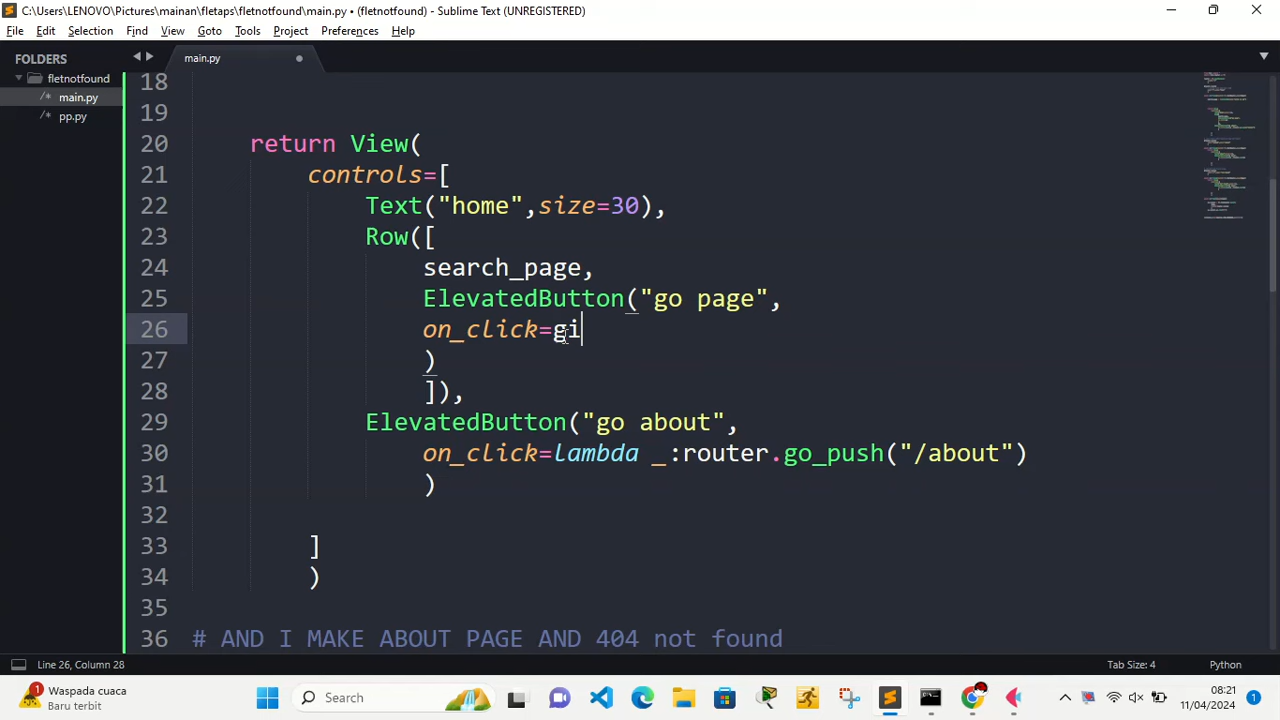 C:\Users\LENOVO\Pictures\mainan\fletaps\fletnotfound\main.py • (fletnotfound) - Sublime Text (UNREGISTERED)
File Edit Selection Find View Goto Tools Project Preferences Help
FOLDERS
fletnotfound
/* main.py
/* pp.py
main.py
18
19
20 return View(
21 controls=[
22 Text("home",size=30),
23 Row([
24 search_page,
25 ElevatedButton("go page",
26 on_click=gi
27 )
28 ]),
29 ElevatedButton("go about",
30 on_click=lambda _:router.go_push("/about")
31 )
32
33 ]
34 )
35
36 # AND I MAKE ABOUT PAGE AND 404 not found
Line 26, Column 28
Tab Size: 4
Python
1
Waspada cuaca
Baru terbit
Search
08:21
11/04/2024
1